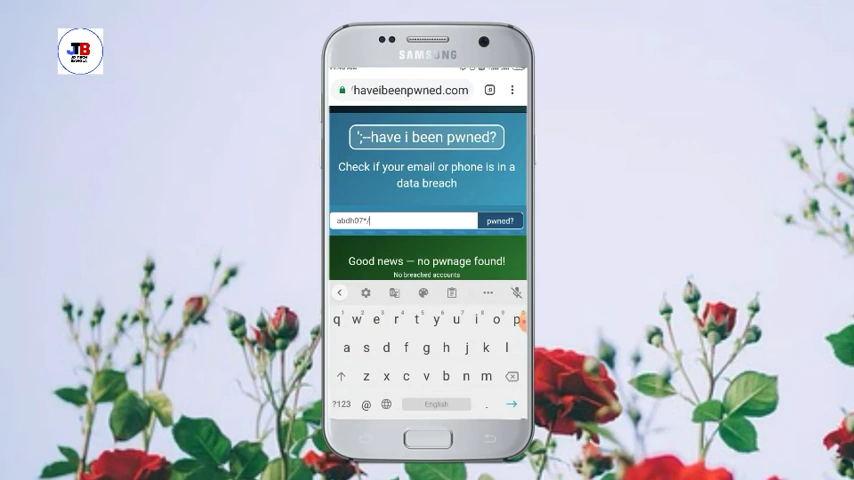 JTB
SAMSUNG
haveibeenpwned.com
';--have i been pwned?
Check if your email or phone is in a
data breach
abdh07*/
pwned?
Good news — no pwnage found!
No breached accounts
q w e r t y u i o p
a s d f g h j k l
z x c v b n m
?123 @ English .